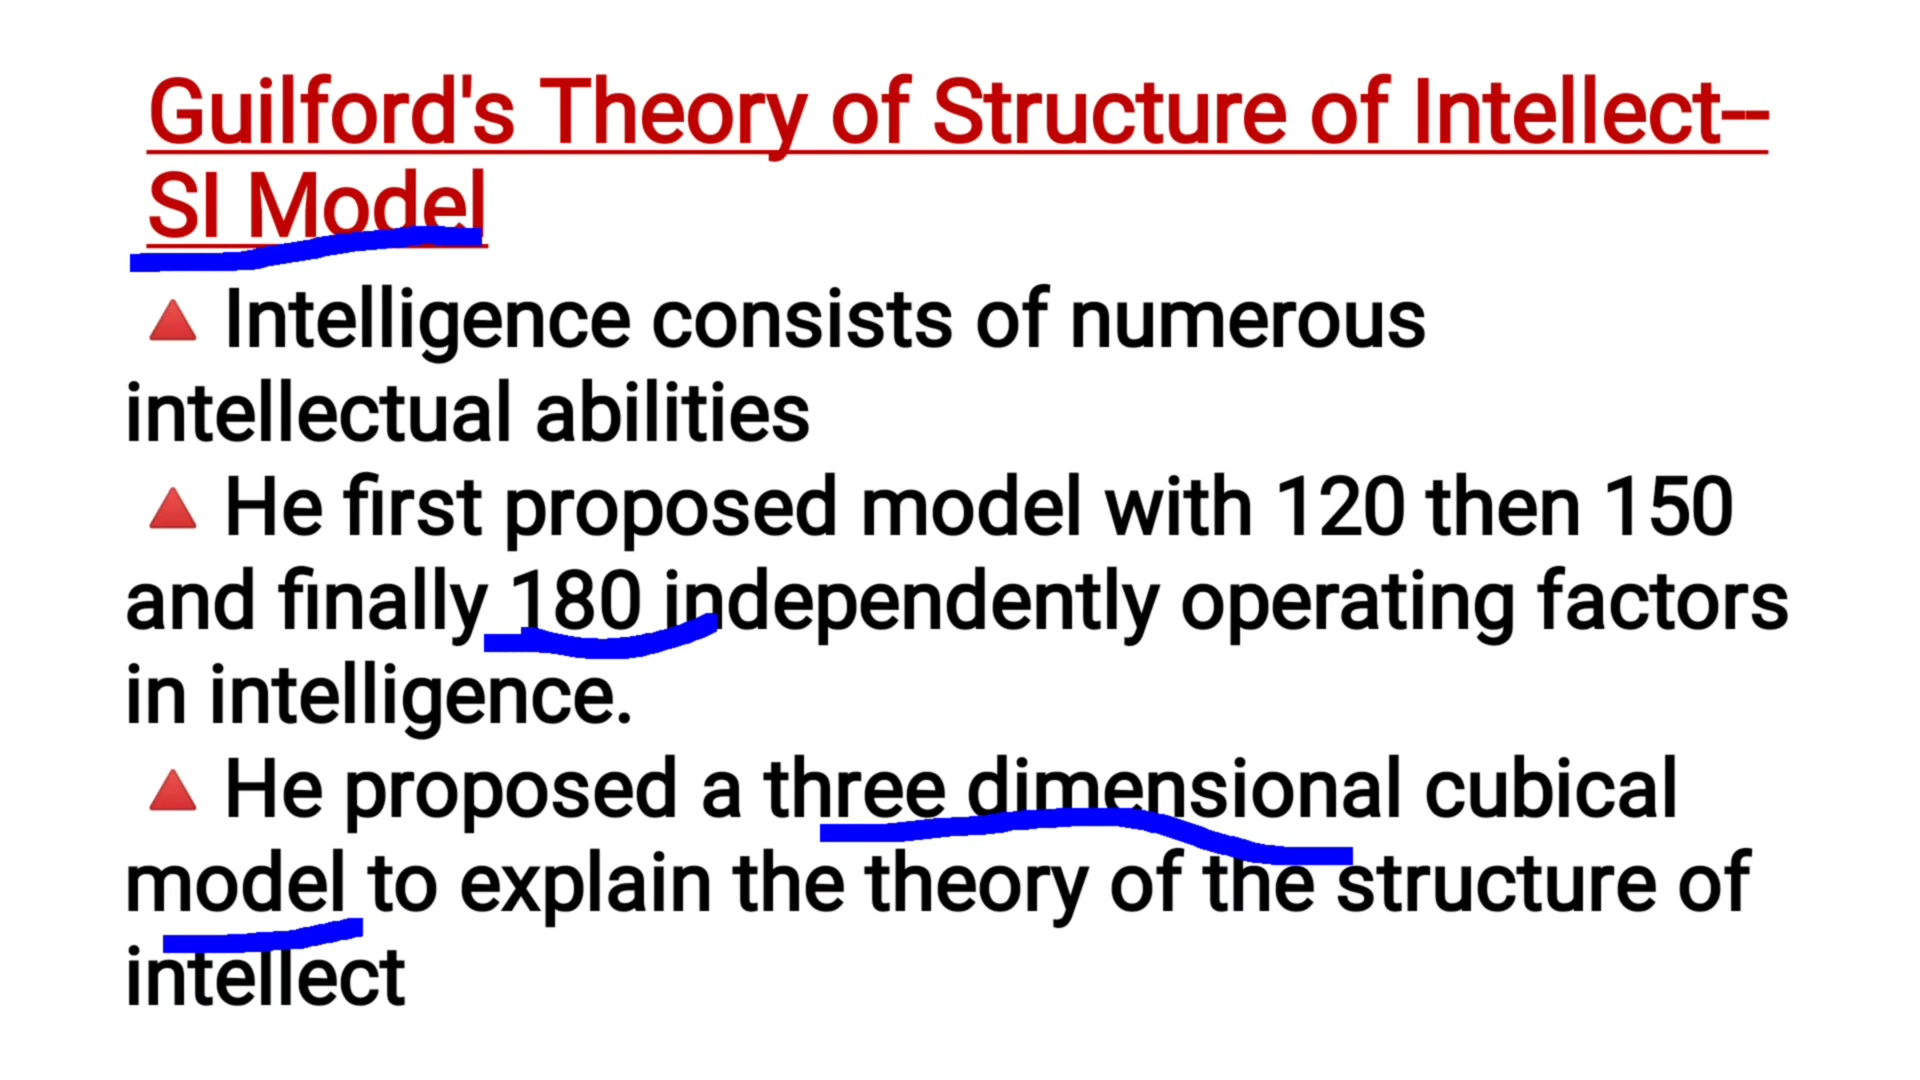 Guilford's Theory of Structure of Intellect--
SI Model
🔺Intelligence consists of numerous
intellectual abilities
🔺He first proposed model with 120 then 150
and finally 180 independently operating factors
in intelligence.
🔺He proposed a three dimensional cubical
model to explain the theory of the structure of
intellect